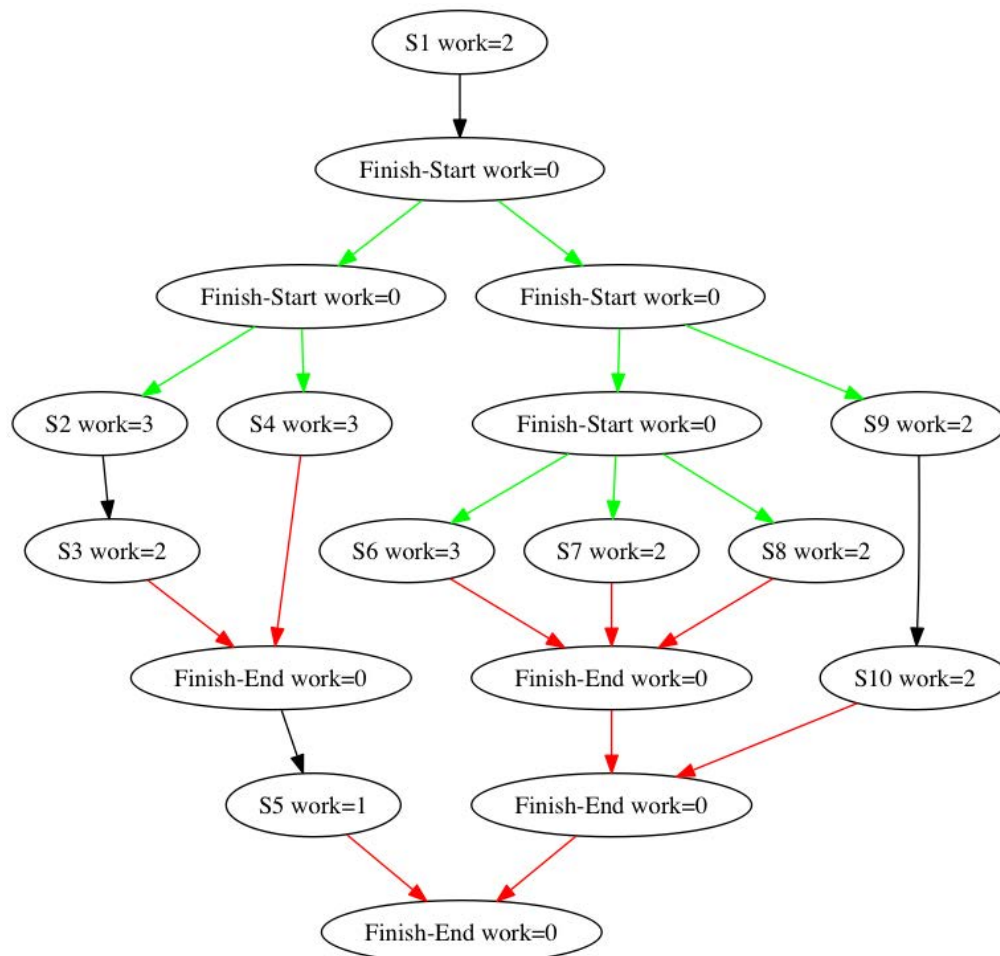 S1 work=2
Finish-Start work=0
Finish-Start work=0
Finish-Start work=0
S2 work=3
S4 work=3
Finish-Start work=0
S9 work=2
S3 work=2
S6 work=3
S7 work=2
S8 work=2
Finish-End work=0
Finish-End work=0
S10 work=2
S5 work=1
Finish-End work=0
Finish-End work=0